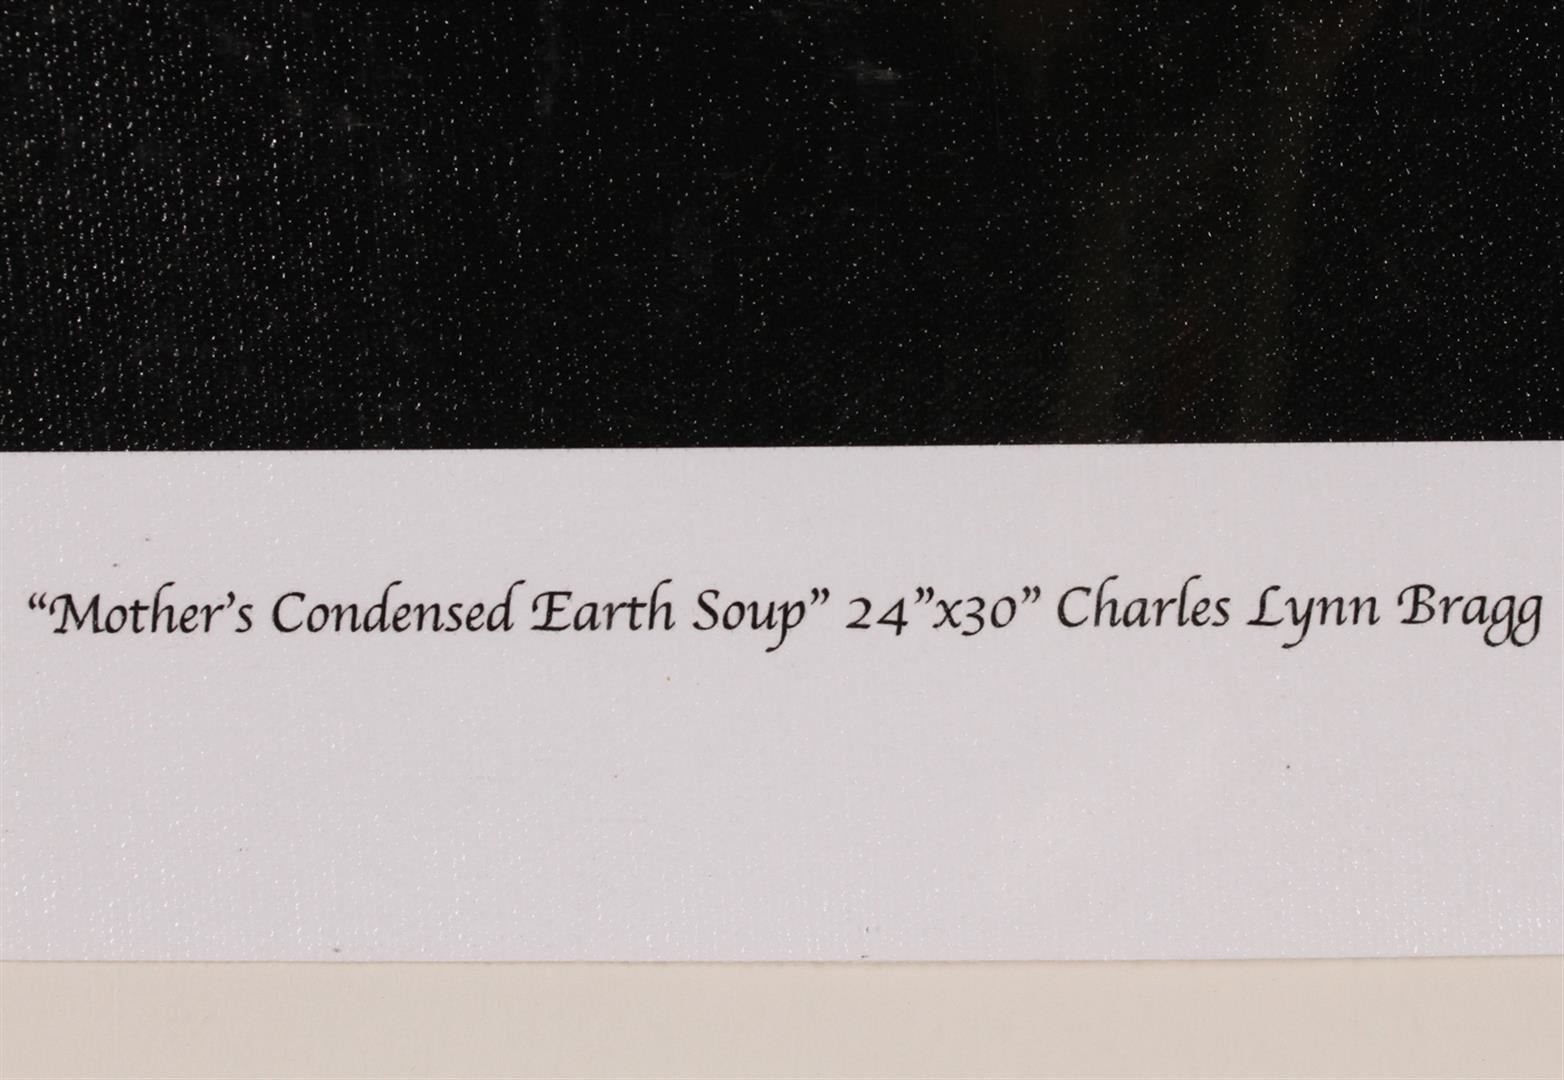 “Mother’s Condensed Earth Soup” 24”x30” Charles Lynn Bragg